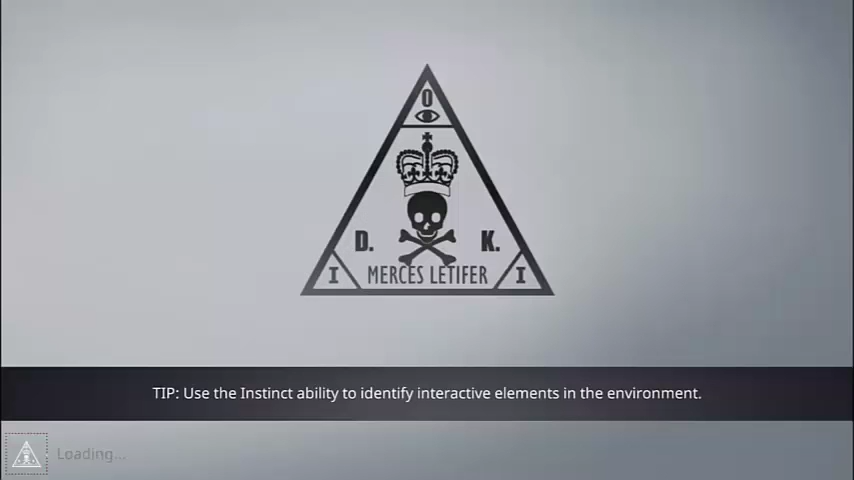 O
D. K.
I MERCES LETIFER I
TIP: Use the Instinct ability to identify interactive elements in the environment.
Loading...